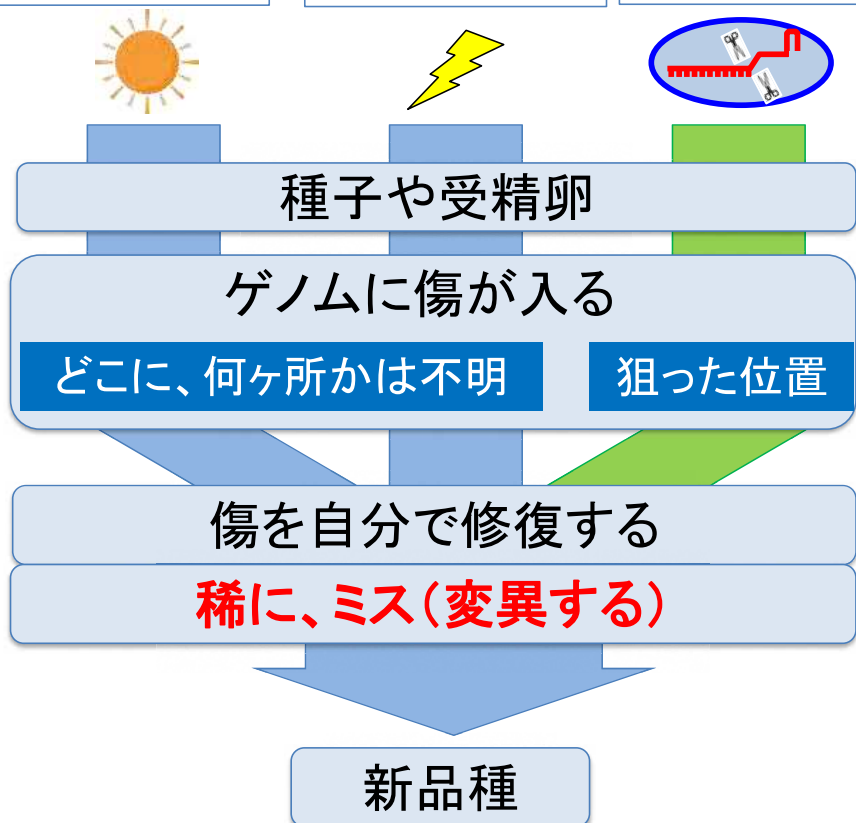 種子や受精卵
ゲノムに傷が入る
どこに、何ヶ所かは不明
狙った位置
傷を自分で修復する
稀に、ミス(変異する)
新品種